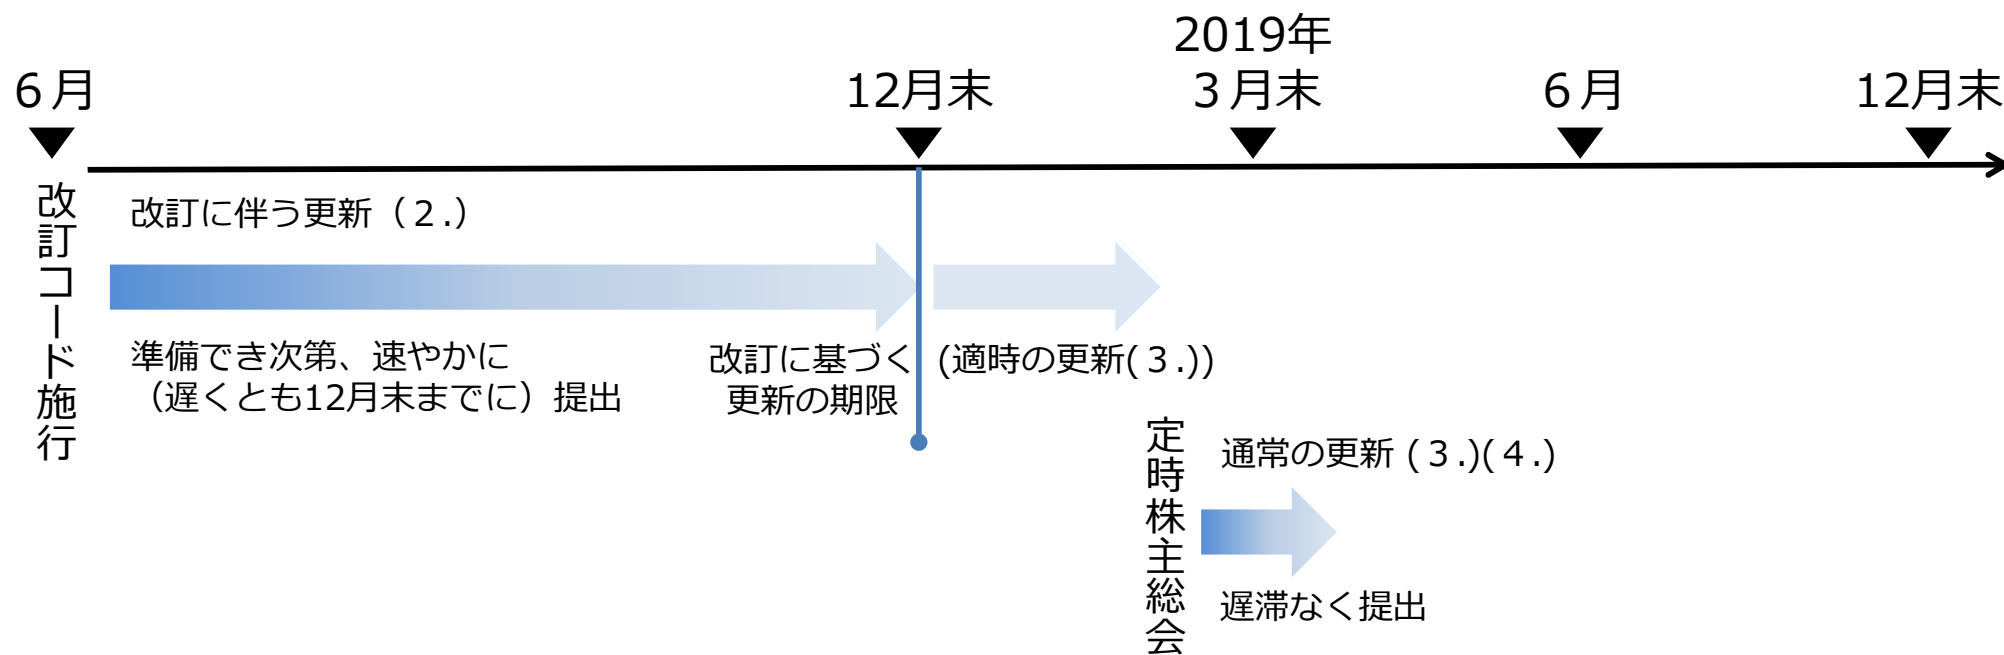 2019年
６月
12月末
３月末
６月
12月末
改訂コード施行
改訂に伴う更新（２.）
準備でき次第、速やかに
（遅くとも12月末までに）提出
改訂に基づく
更新の期限
(適時の更新(３.))
定時株主総会
通常の更新 (３.)(４.)
遅滞なく提出